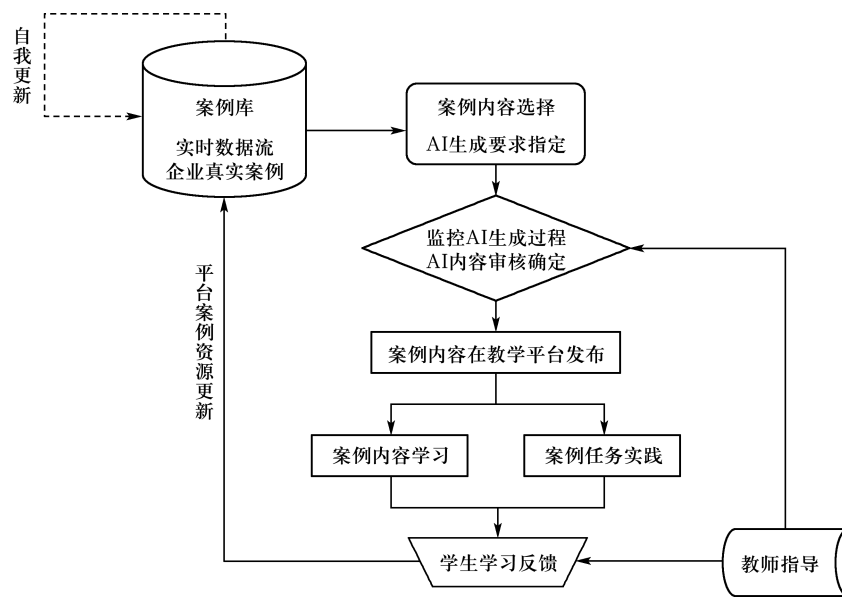 自我更新
案例库
实时数据流
企业真实案例
案例内容选择
AI生成要求指定
监控AI生成过程
AI内容审核确定
平台案例资源更新
案例内容在教学平台发布
案例内容学习
案例任务实践
学生学习反馈
教师指导